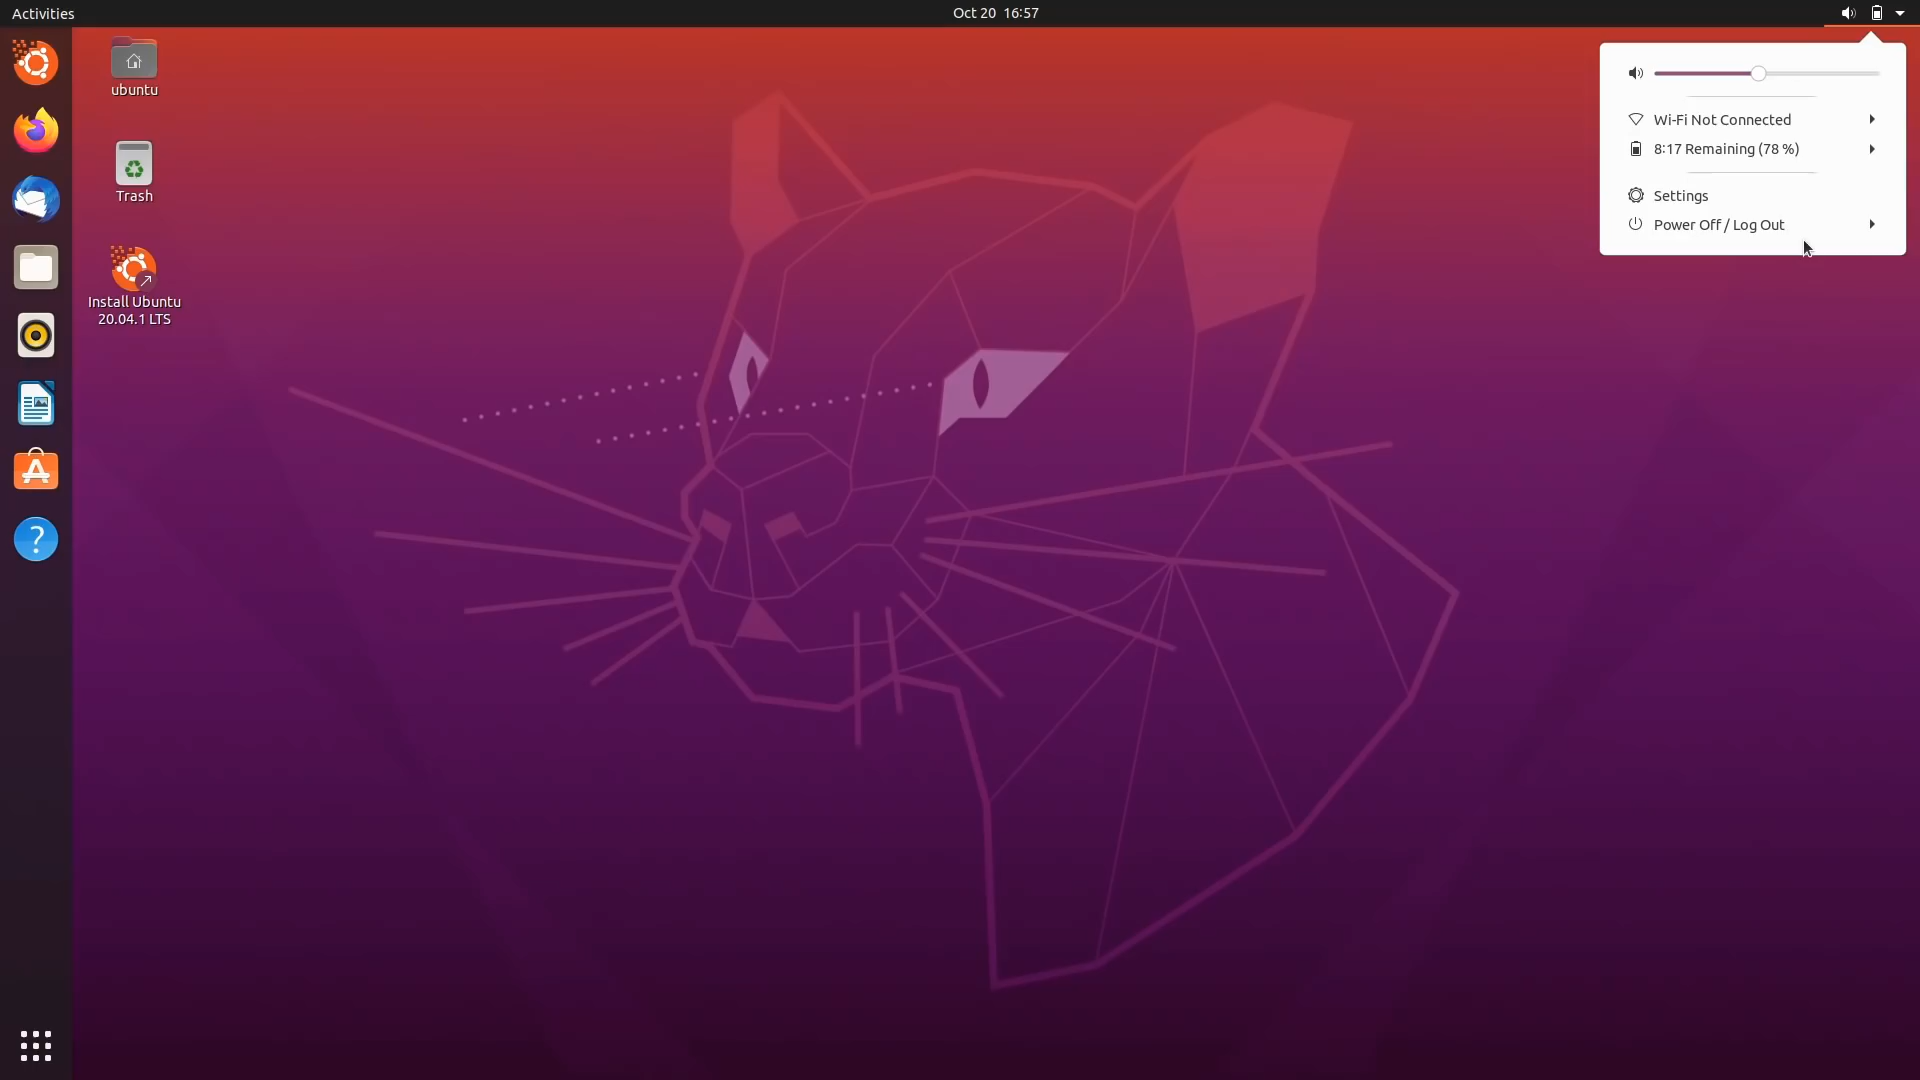 Activities
Oct 20 16:57
ubuntu
Trash
Install Ubuntu
20.04.1 LTS
Wi-Fi Not Connected
8:17 Remaining (78 %)
Settings
Power Off / Log Out